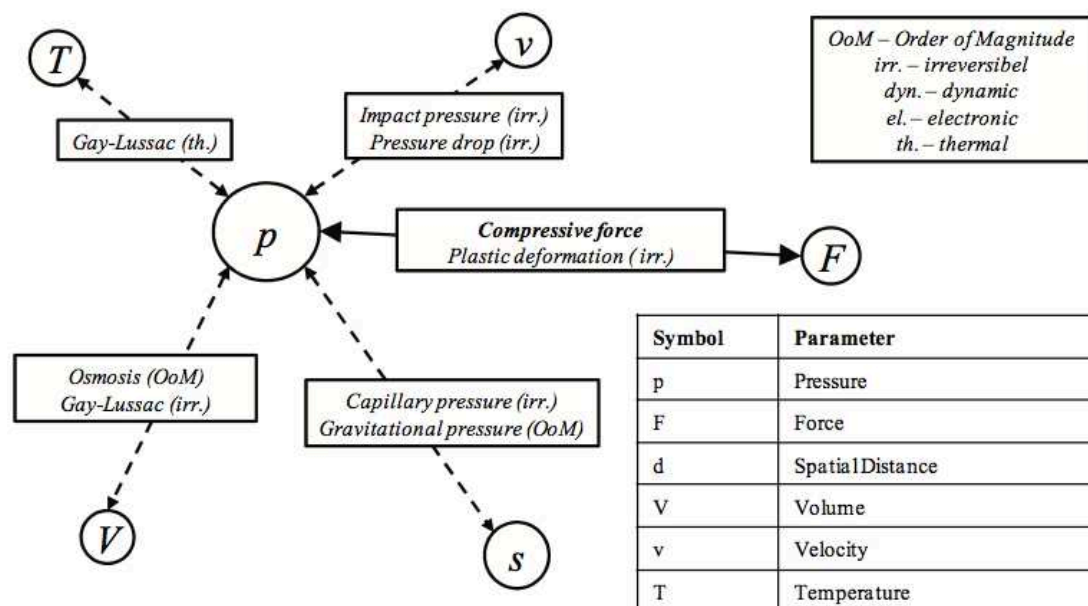 T
v
OoM – Order of Magnitude
irr. – irreversibel
dyn. – dynamic
el. – electronic
th. – thermal
Gay-Lussac (th.)
Impact pressure (irr.)
Pressure drop (irr.)
p
Compressive force
Plastic deformation (irr.)
F
Osmosis (OoM)
Gay-Lussac (irr.)
Capillary pressure (irr.)
Gravitational pressure (OoM)
V
s
Symbol Parameter
p Pressure
F Force
d Spatial Distance
V Volume
v Velocity
T Temperature